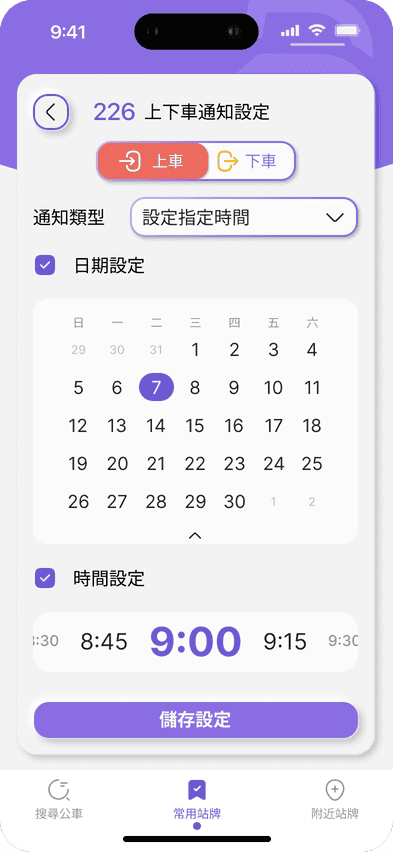 9:41
226 上下車通知設定
上車 下車
通知類型 設定指定時間
日期設定
日 一 二 三 四 五 六
29 30 31 1 2 3 4
5 6 7 8 9 10 11
12 13 14 15 16 17 18
19 20 21 22 23 24 25
26 27 28 29 30 1 2
時間設定
:30 8:45 9:00 9:15 9:30
儲存設定
搜尋公車 常用站牌 附近站牌